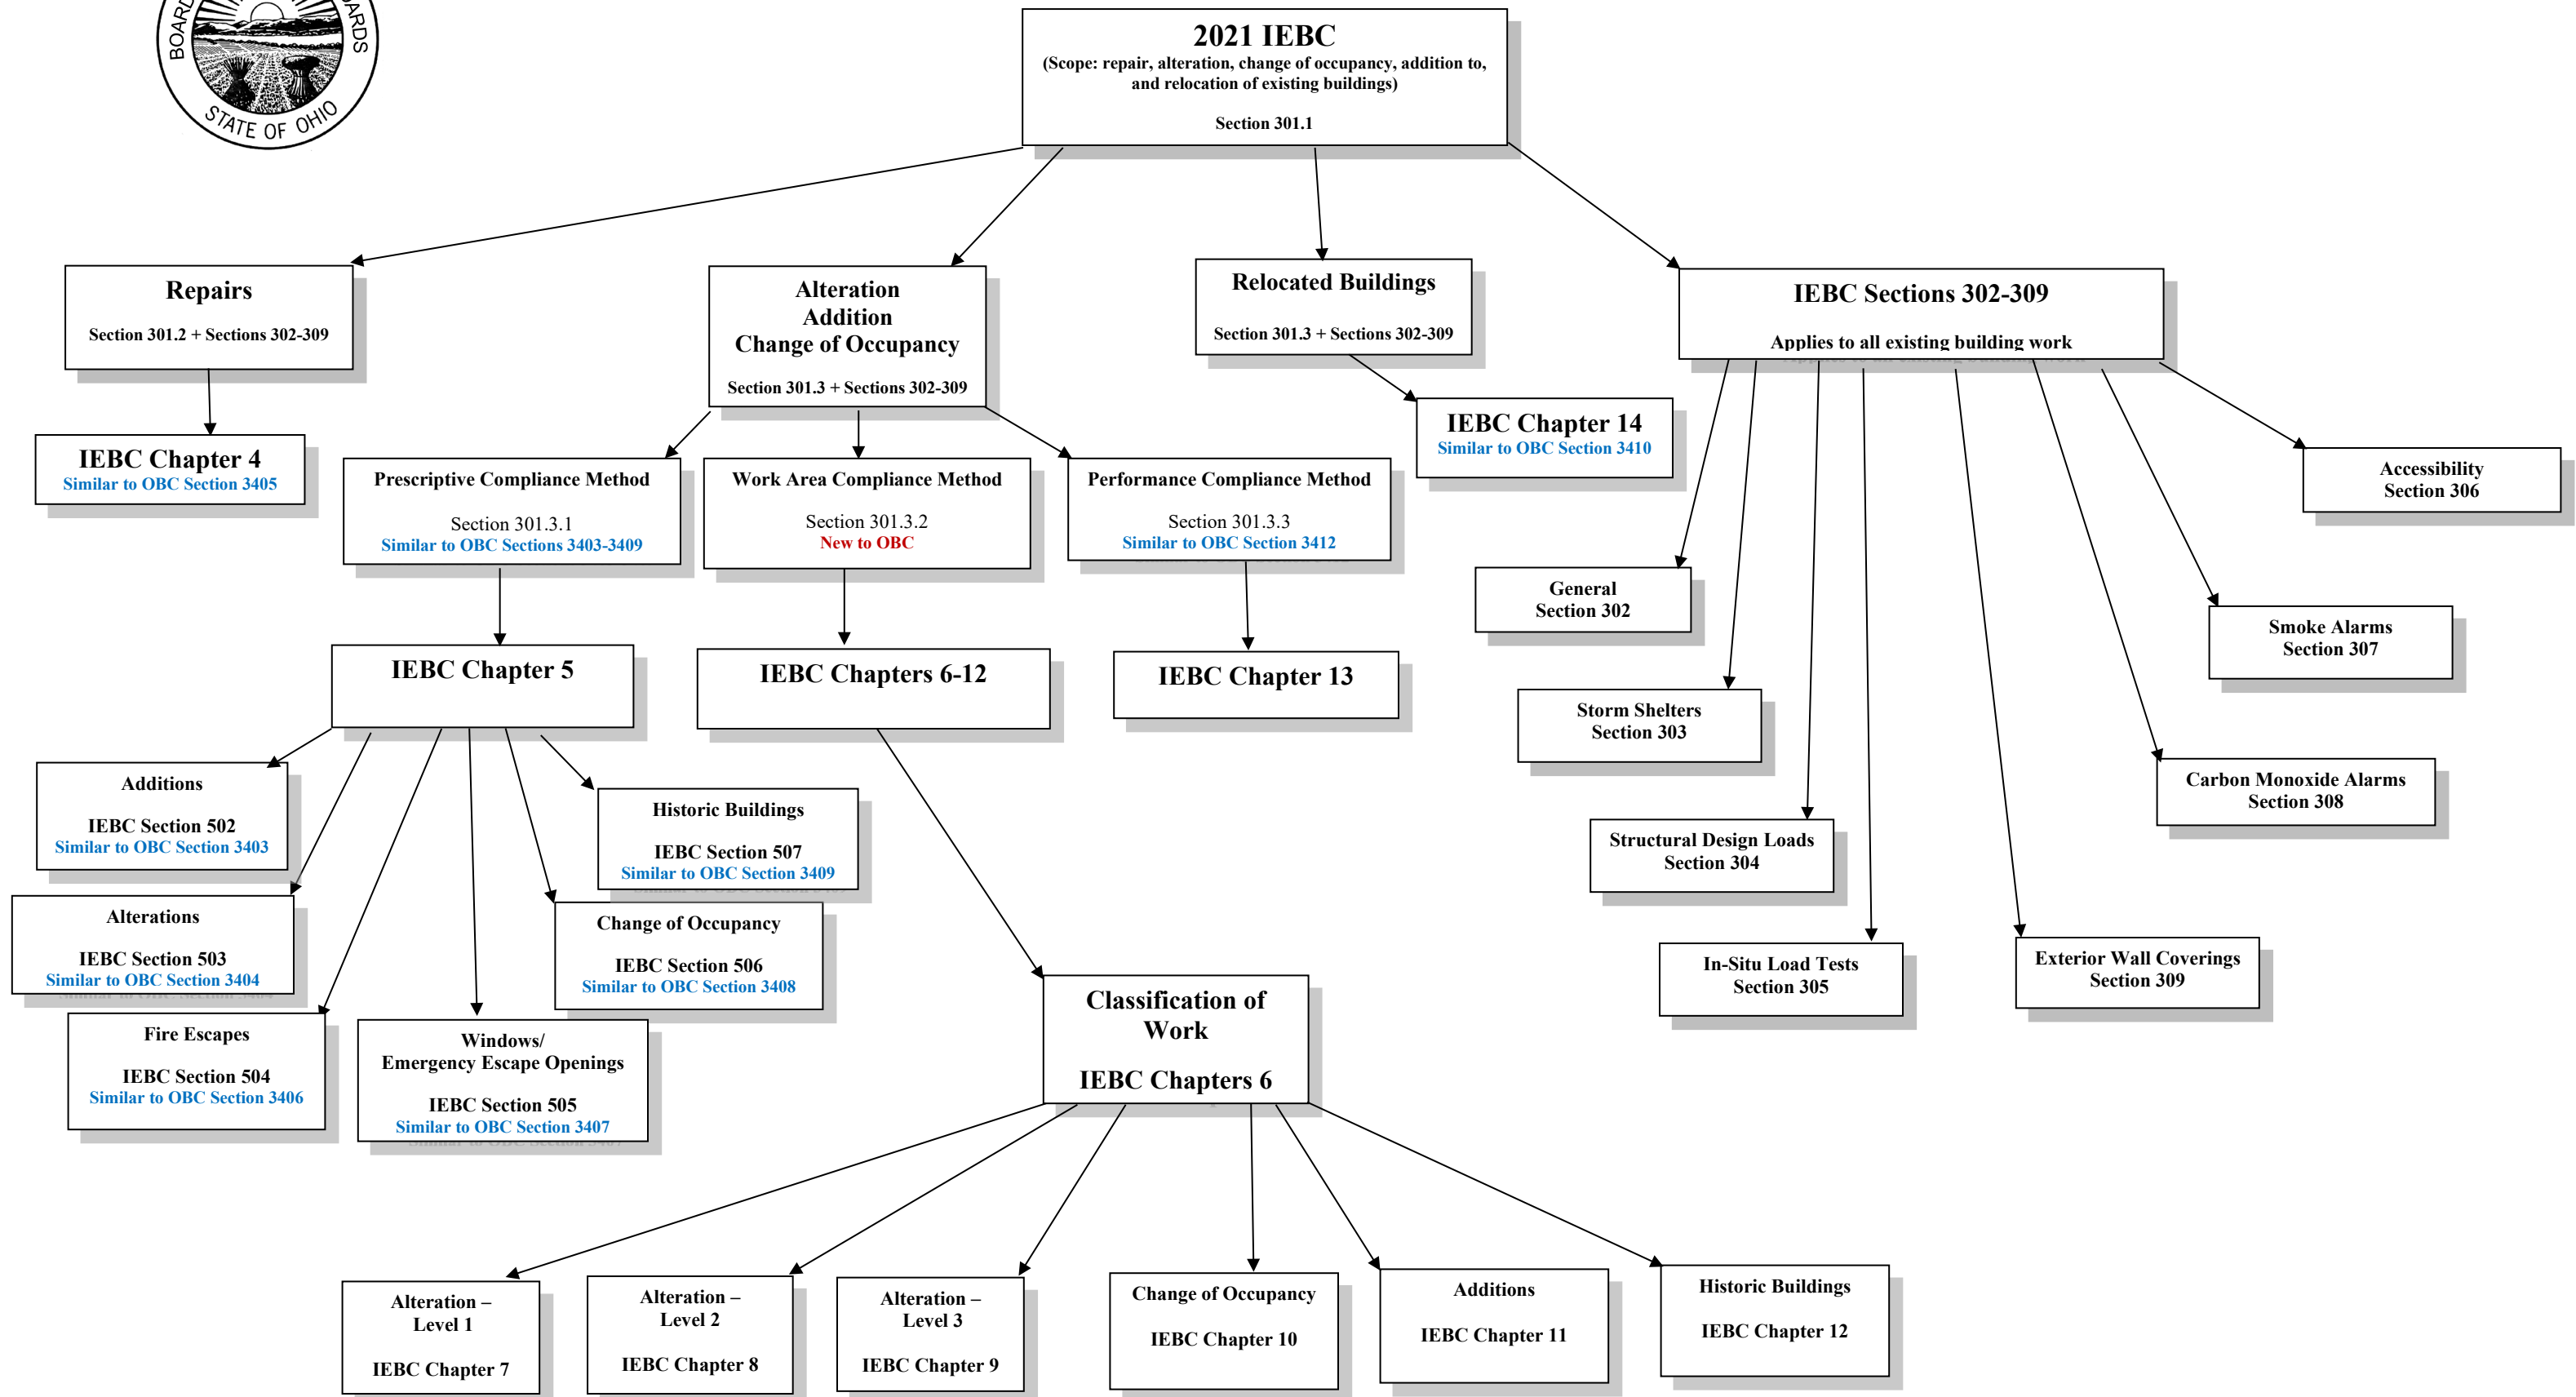 BOARD
ARDS
STATE OF OHIO
2021 IEBC
(Scope: repair, alteration, change of occupancy, addition to,
and relocation of existing buildings)
Section 301.1
Repairs
Section 301.2 + Sections 302-309
Alteration
Addition
Change of Occupancy
Section 301.3 + Sections 302-309
Relocated Buildings
Section 301.3 + Sections 302-309
IEBC Sections 302-309
Applies to all existing building work
IEBC Chapter 4
Similar to OBC Section 3405
Prescriptive Compliance Method
Section 301.3.1
Similar to OBC Sections 3403-3409
Work Area Compliance Method
Section 301.3.2
New to OBC
Performance Compliance Method
Section 301.3.3
Similar to OBC Section 3412
IEBC Chapter 14
Similar to OBC Section 3410
Accessibility
Section 306
General
Section 302
Smoke Alarms
Section 307
IEBC Chapter 5
IEBC Chapters 6-12
IEBC Chapter 13
Storm Shelters
Section 303
Carbon Monoxide Alarms
Section 308
Additions
IEBC Section 502
Similar to OBC Section 3403
Historic Buildings
IEBC Section 507
Similar to OBC Section 3409
Structural Design Loads
Section 304
Alterations
IEBC Section 503
Similar to OBC Section 3404
Change of Occupancy
IEBC Section 506
Similar to OBC Section 3408
In-Situ Load Tests
Section 305
Exterior Wall Coverings
Section 309
Fire Escapes
IEBC Section 504
Similar to OBC Section 3406
Windows/
Emergency Escape Openings
IEBC Section 505
Similar to OBC Section 3407
Classification of
Work
IEBC Chapters 6
Alteration –
Level 1
IEBC Chapter 7
Alteration –
Level 2
IEBC Chapter 8
Alteration –
Level 3
IEBC Chapter 9
Change of Occupancy
IEBC Chapter 10
Additions
IEBC Chapter 11
Historic Buildings
IEBC Chapter 12